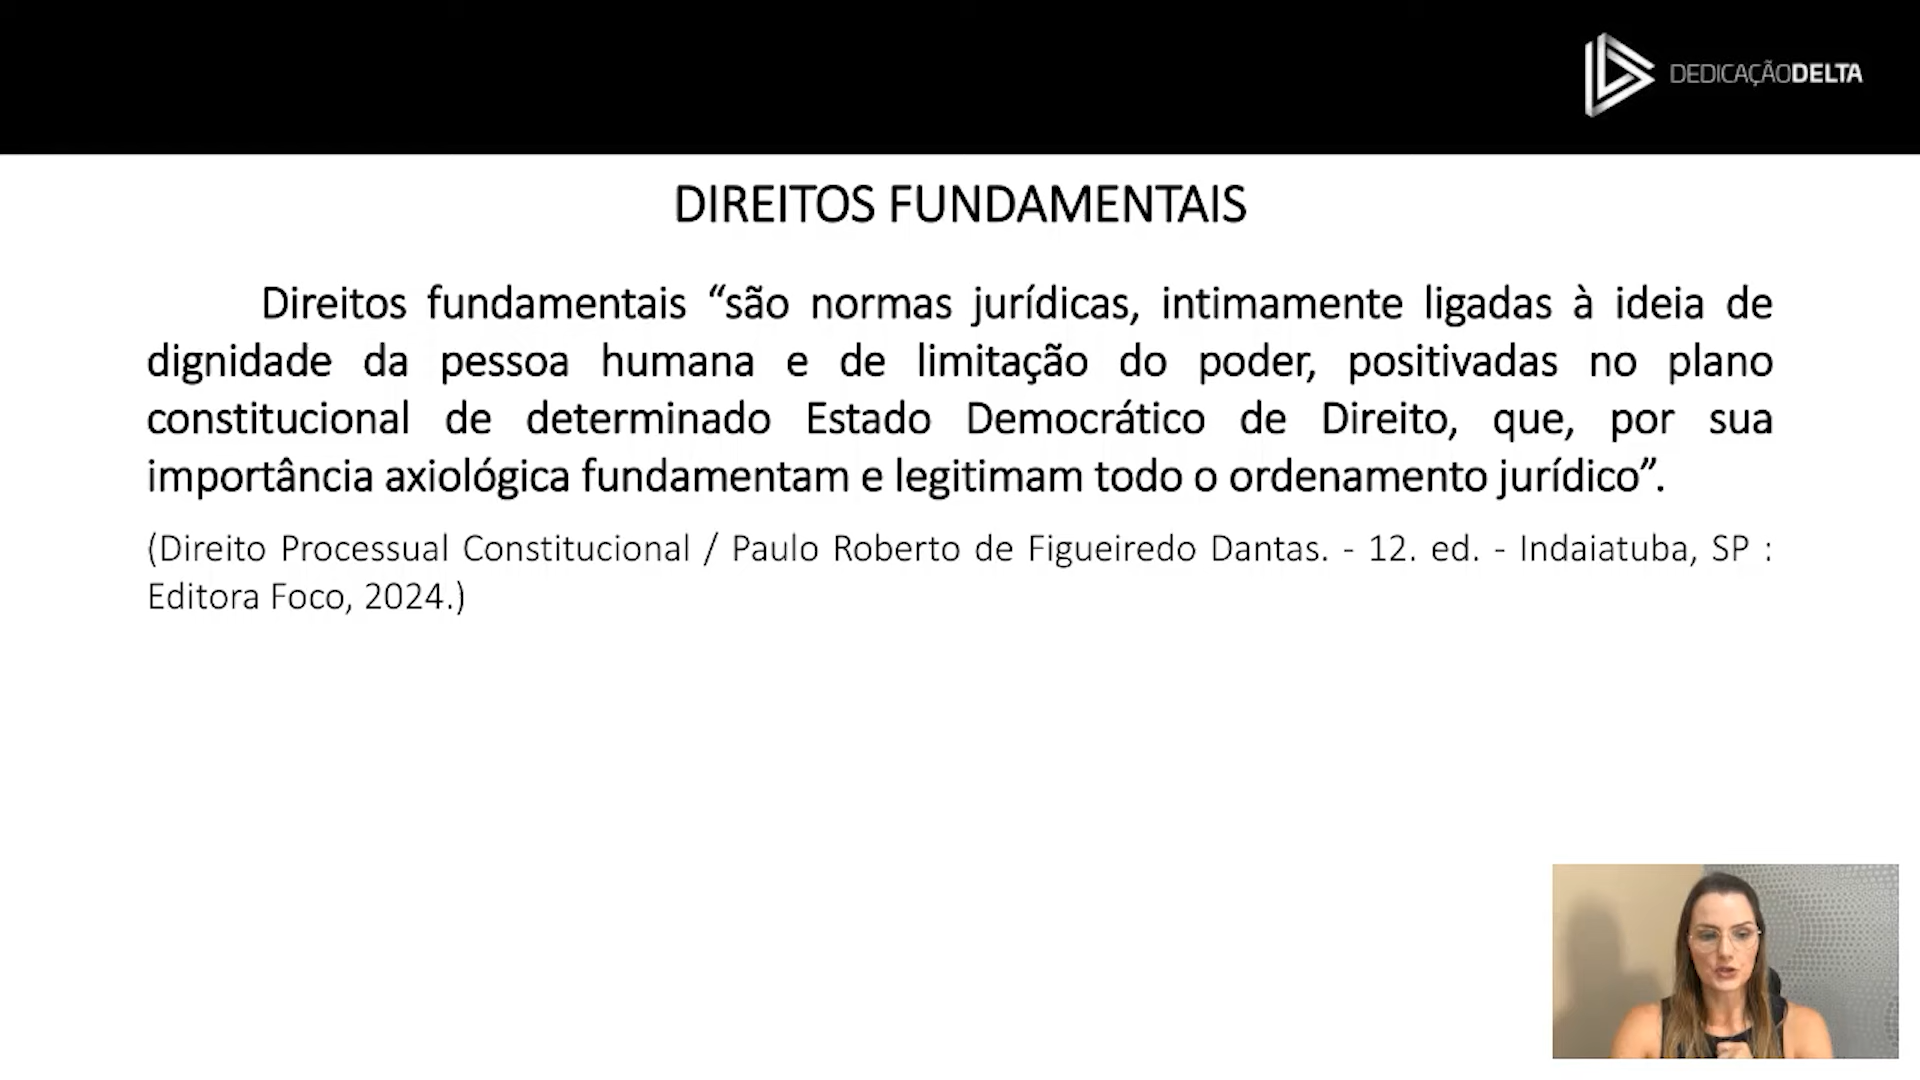 DEDICAÇÃODELTA
DIREITOS FUNDAMENTAIS
Direitos fundamentais “são normas jurídicas, intimamente ligadas à ideia de
dignidade da pessoa humana e de limitação do poder, positivadas no plano
constitucional de determinado Estado Democrático de Direito, que, por sua
importância axiológica fundamentam e legitimam todo o ordenamento jurídico”.
(Direito Processual Constitucional / Paulo Roberto de Figueiredo Dantas. - 12. ed. - Indaiatuba, SP :
Editora Foco, 2024.)